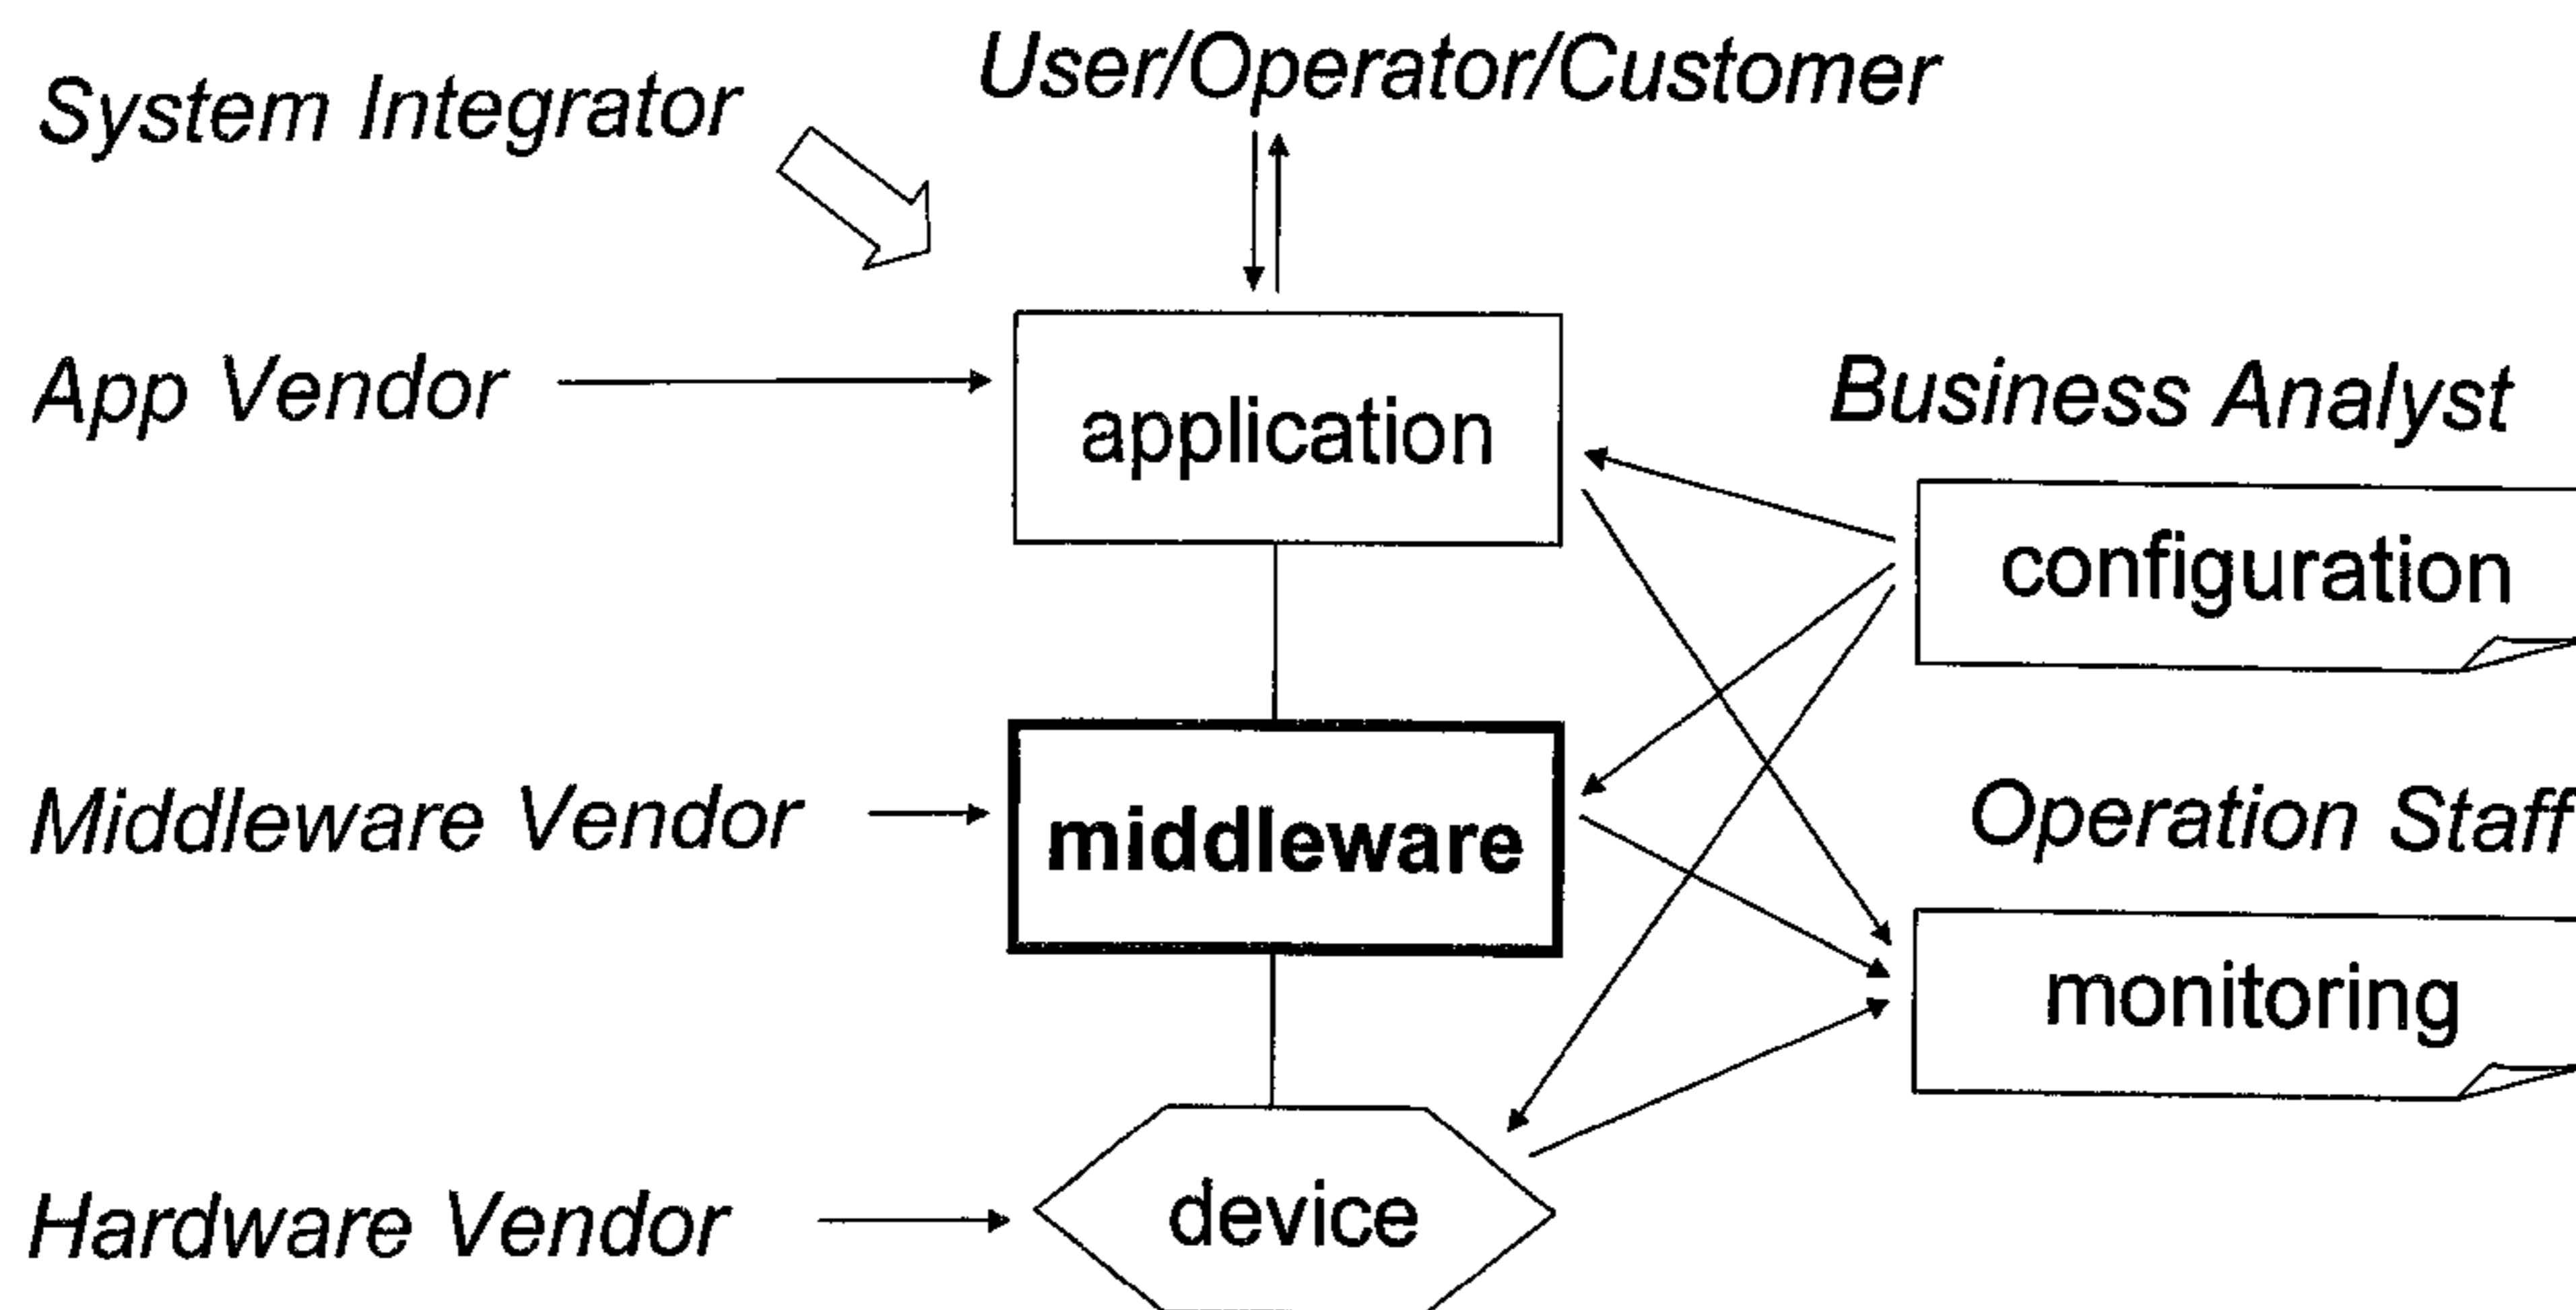 System Integrator
User/Operator/Customer
App Vendor
application
Business Analyst
configuration
Middleware Vendor
middleware
Operation Staff
monitoring
Hardware Vendor
device